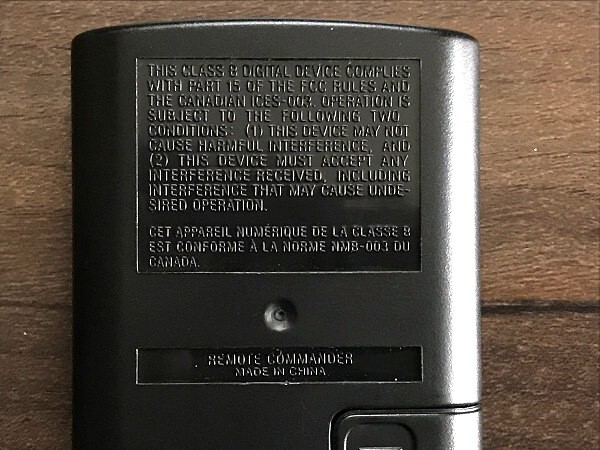 THIS CLASS B DIGITAL DEVICE COMPLIES
WITH PART 15 OF THE FCC RULES AND
THE CANADIAN ICES-003. OPERATION IS
SUBJECT TO THE FOLLOWING TWO
CONDITIONS: (1) THIS DEVICE MAY NOT
CAUSE HARMFUL INTERFERENCE, AND
(2) THIS DEVICE MUST ACCEPT ANY
INTERFERENCE RECEIVED, INCLUDING
INTERFERENCE THAT MAY CAUSE UNDE-
SIRED OPERATION.
CET APPAREIL NUMÉRIQUE DE LA CLASSE B
EST CONFORME À LA NORME NMB-003 DU
CANADA.
REMOTE COMMANDER
MADE IN CHINA